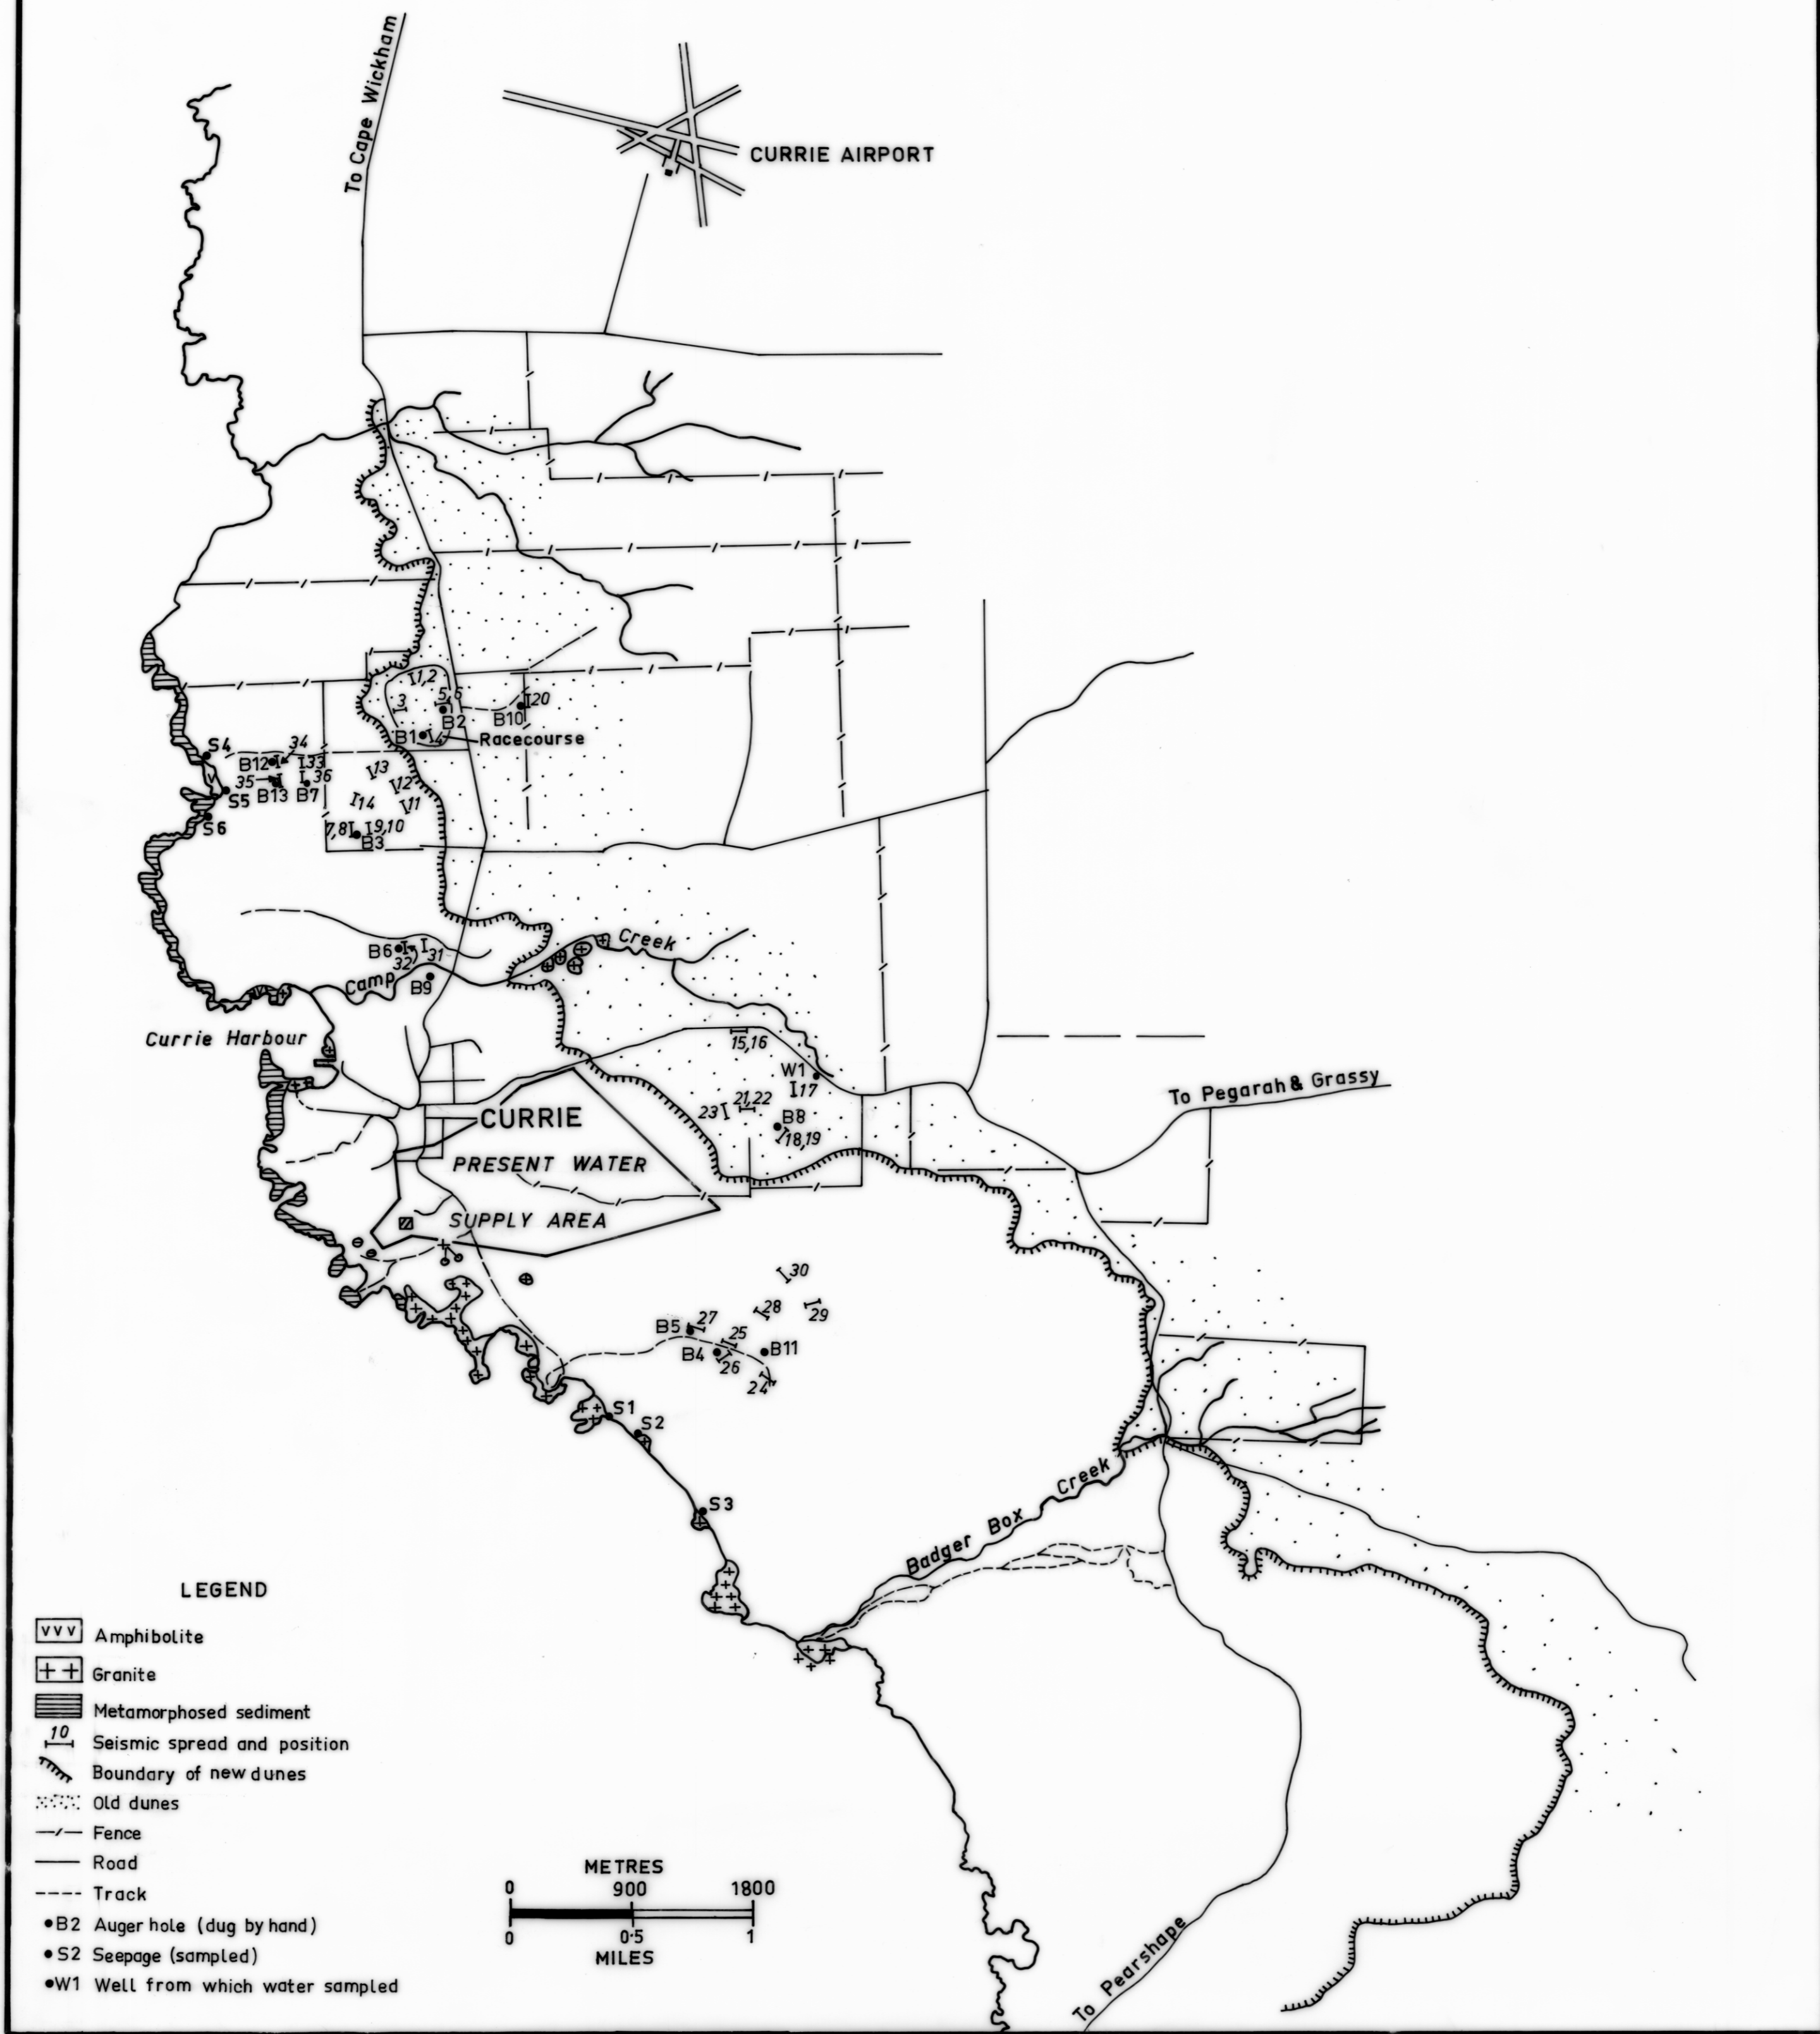 To Cape Wickham
CURRIE AIRPORT
1,2
3
5,6
B2
B10
20
B1
4
Racecourse
S4
34
B12
33
35
36
B13
B7
S5
S6
13
12
14
11
7,8
9,10
B3
B6
32
31
B9
Camp
Creek
Currie Harbour
15,16
W1
17
21,22
23
B8
18,19
To Pegarah & Grassy
CURRIE
PRESENT WATER
SUPPLY AREA
30
28
29
27
B5
25
B4
B11
26
24
S1
S2
S3
Badger Box Creek
To Pearshape
LEGEND
Amphibolite
Granite
Metamorphosed sediment
10
Seismic spread and position
Boundary of new dunes
Old dunes
Fence
Road
Track
B2 Auger hole (dug by hand)
S2 Seepage (sampled)
W1 Well from which water sampled
METRES
0 900 1800
0 0·5 1
MILES